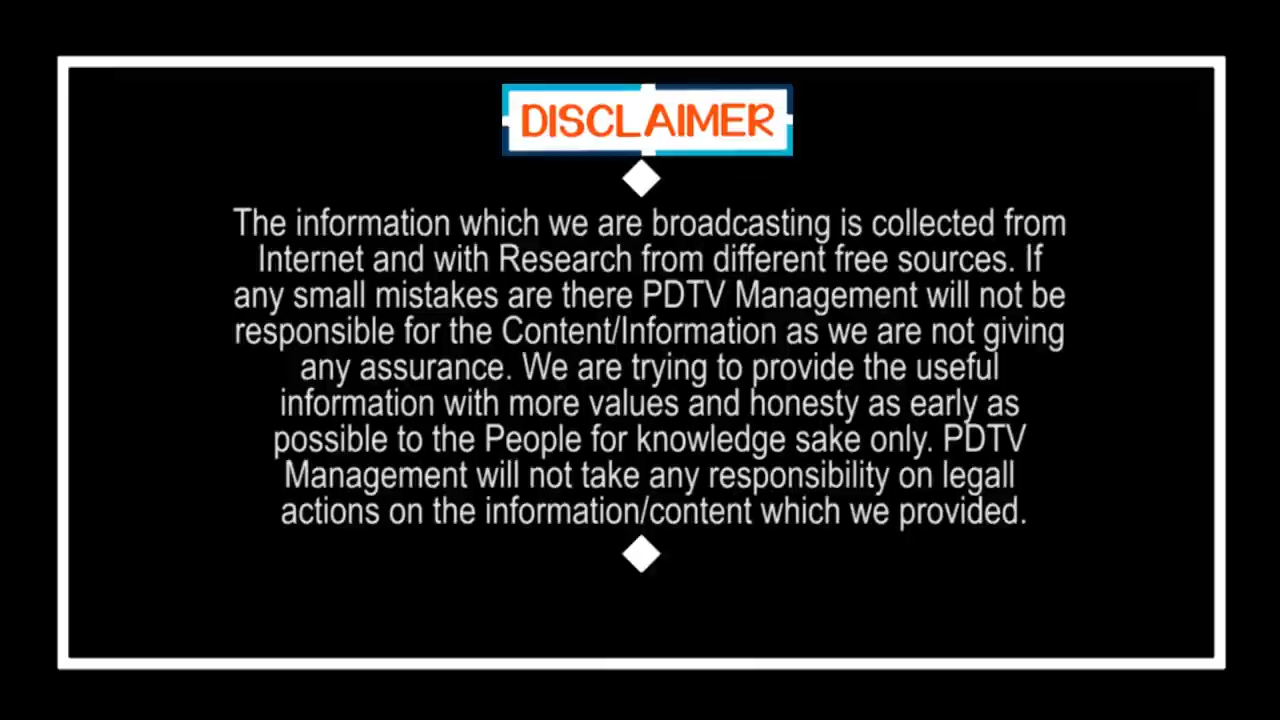 DISCLAIMER
The information which we are broadcasting is collected from
Internet and with Research from different free sources. If
any small mistakes are there PDTV Management will not be
responsible for the Content/Information as we are not giving
any assurance. We are trying to provide the useful
information with more values and honesty as early as
possible to the People for knowledge sake only. PDTV
Management will not take any responsibility on legall
actions on the information/content which we provided.